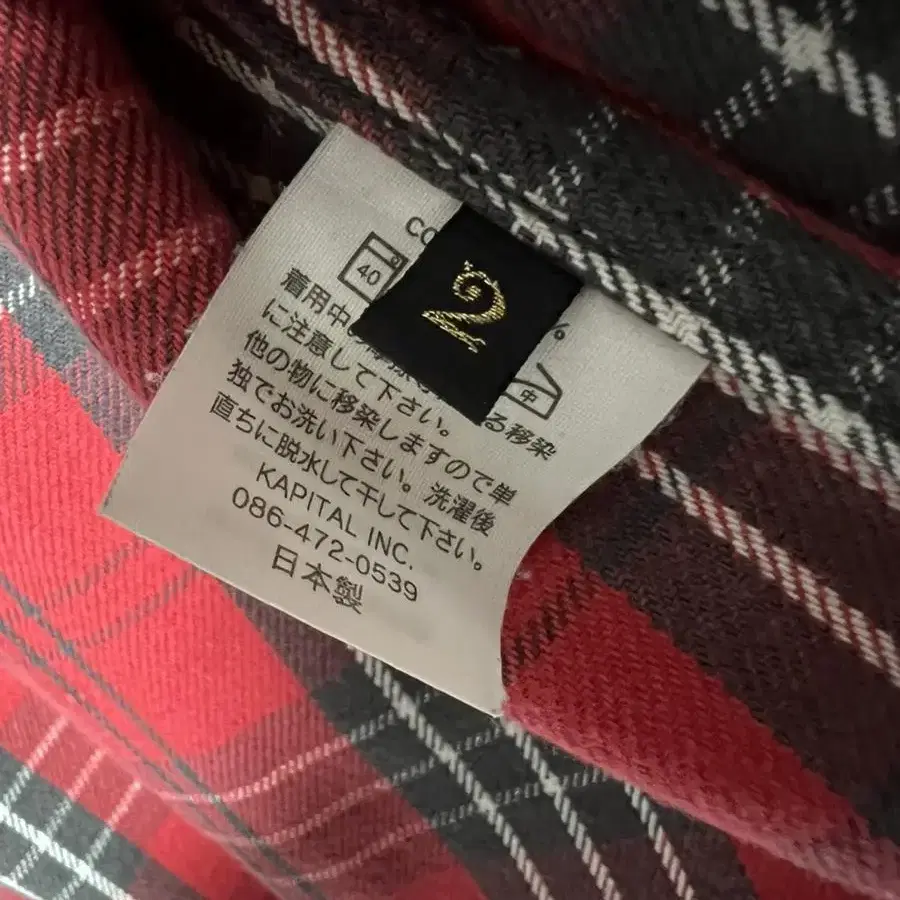 CO %
40 中
2
着用中の る移染
に注意して下さい。
他の物に移染しますので単
独でお洗い下さい。洗濯後
直ちに脱水して干して下さい。
KAPITAL INC.
086-472-0539
日本製